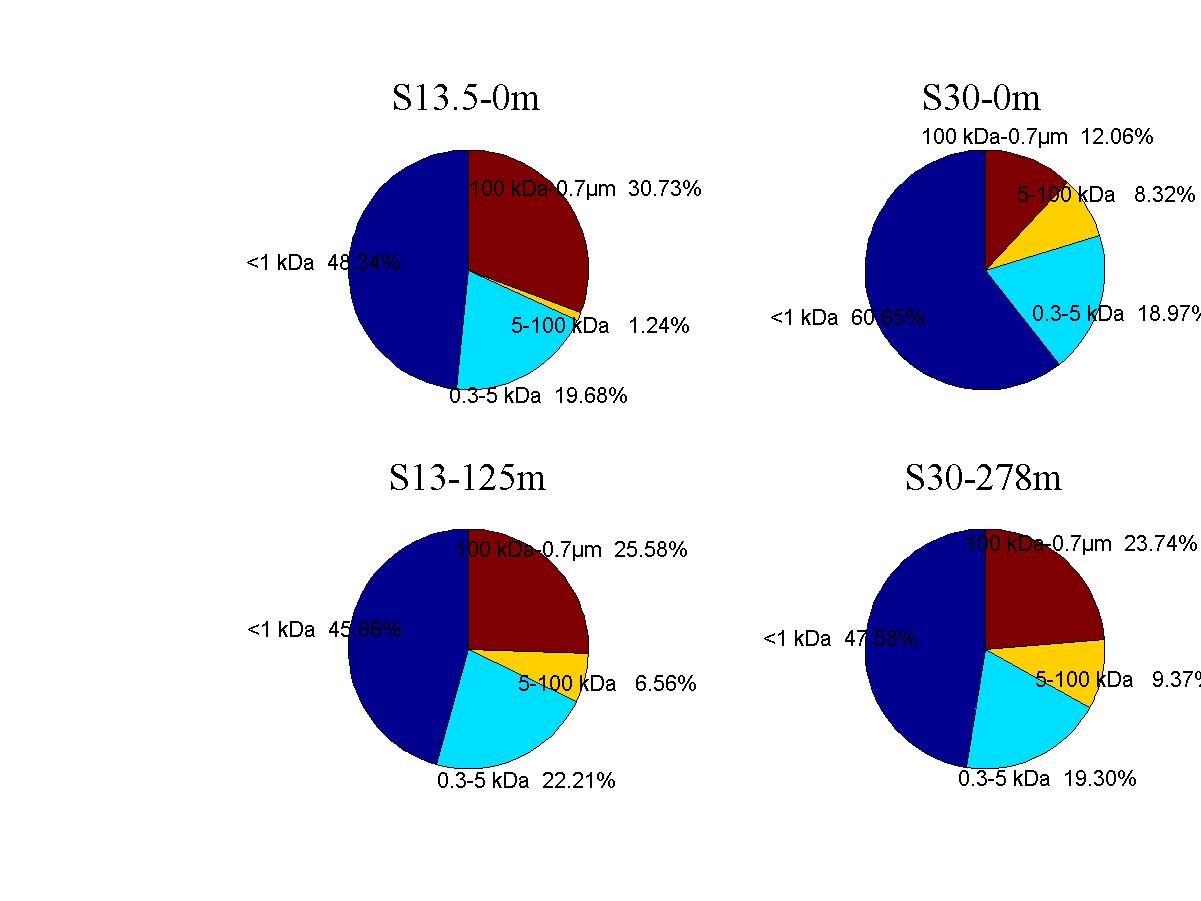 S13.5-0m
100 kDa-0.7µm 30.73%
<1 kDa 48.34%
5-100 kDa 1.24%
0.3-5 kDa 19.68%
S30-0m
100 kDa-0.7µm 12.06%
5-100 kDa 8.32%
0.3-5 kDa 18.97%
<1 kDa 60.65%
S13-125m
100 kDa-0.7µm 25.58%
<1 kDa 45.66%
5-100 kDa 6.56%
0.3-5 kDa 22.21%
S30-278m
100 kDa-0.7µm 23.74%
<1 kDa 47.58%
5-100 kDa 9.37%
0.3-5 kDa 19.30%